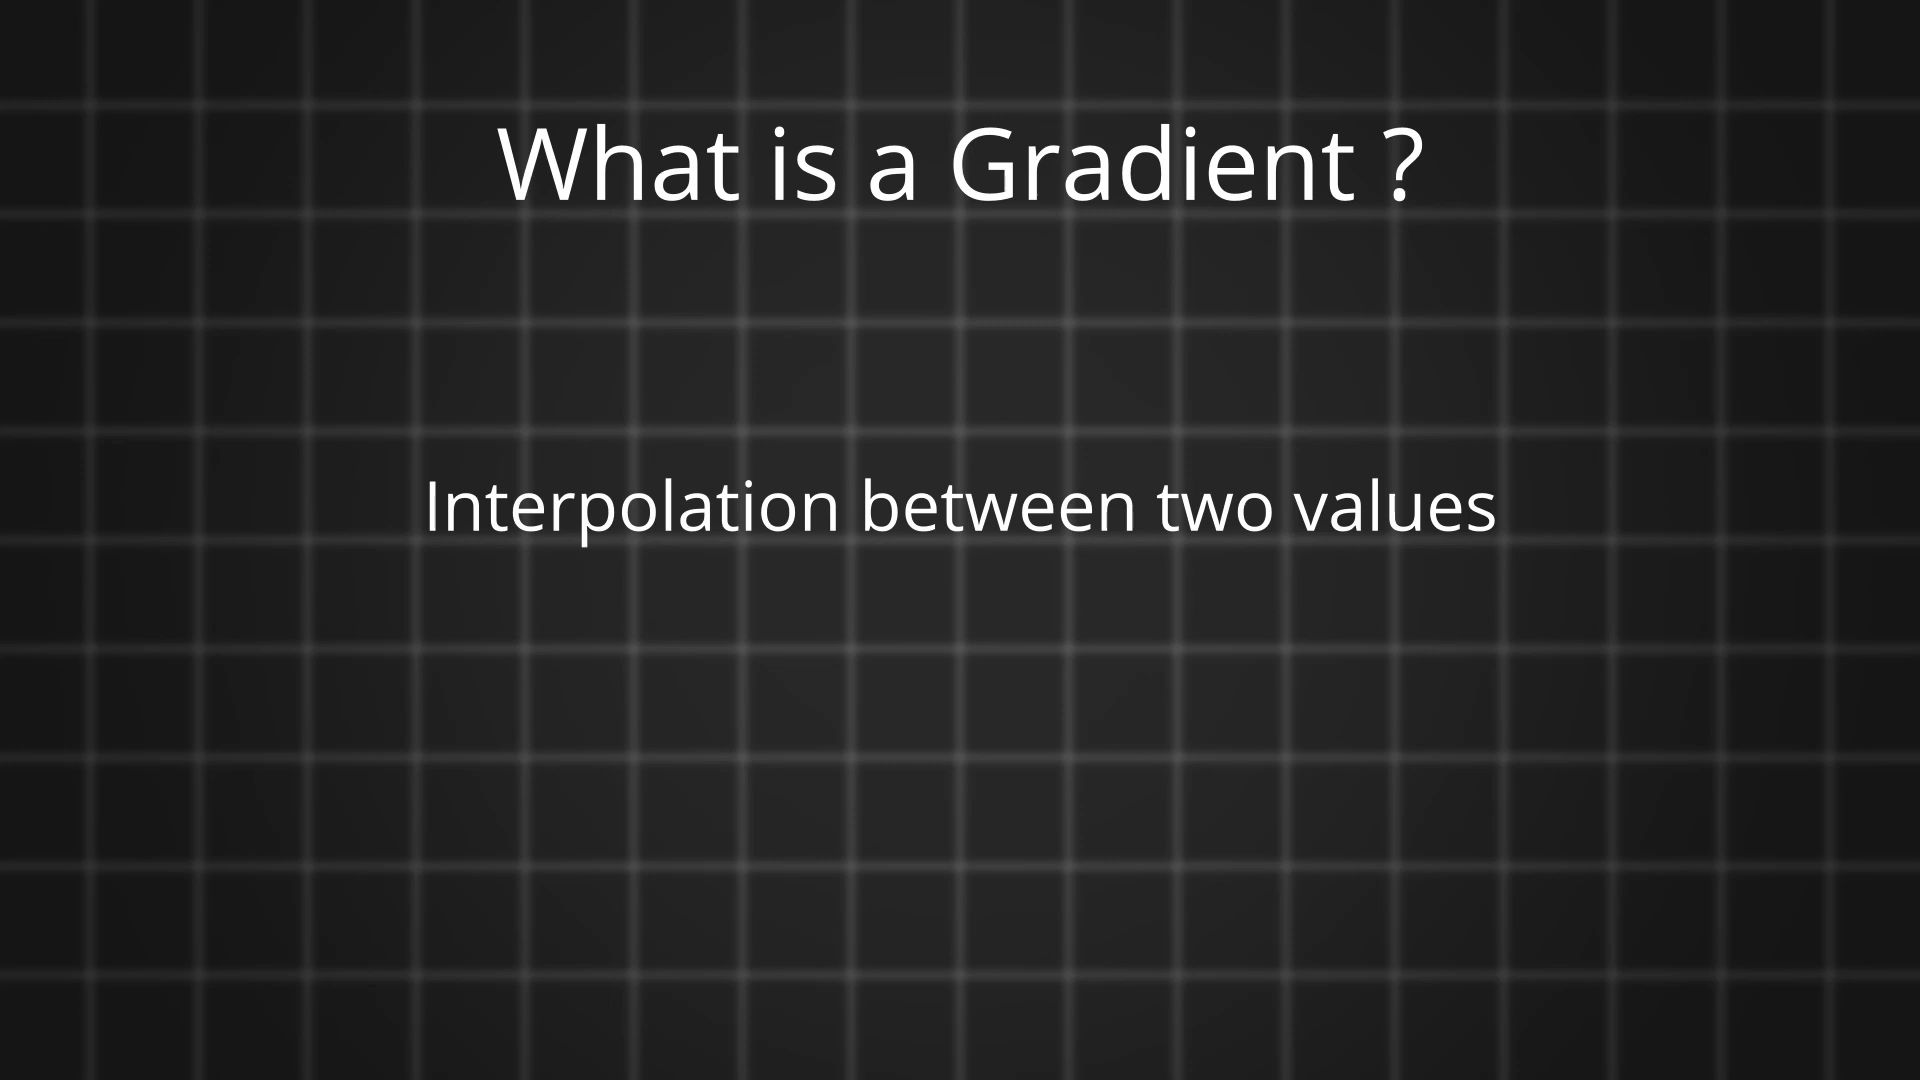 What is a Gradient ?
Interpolation between two values